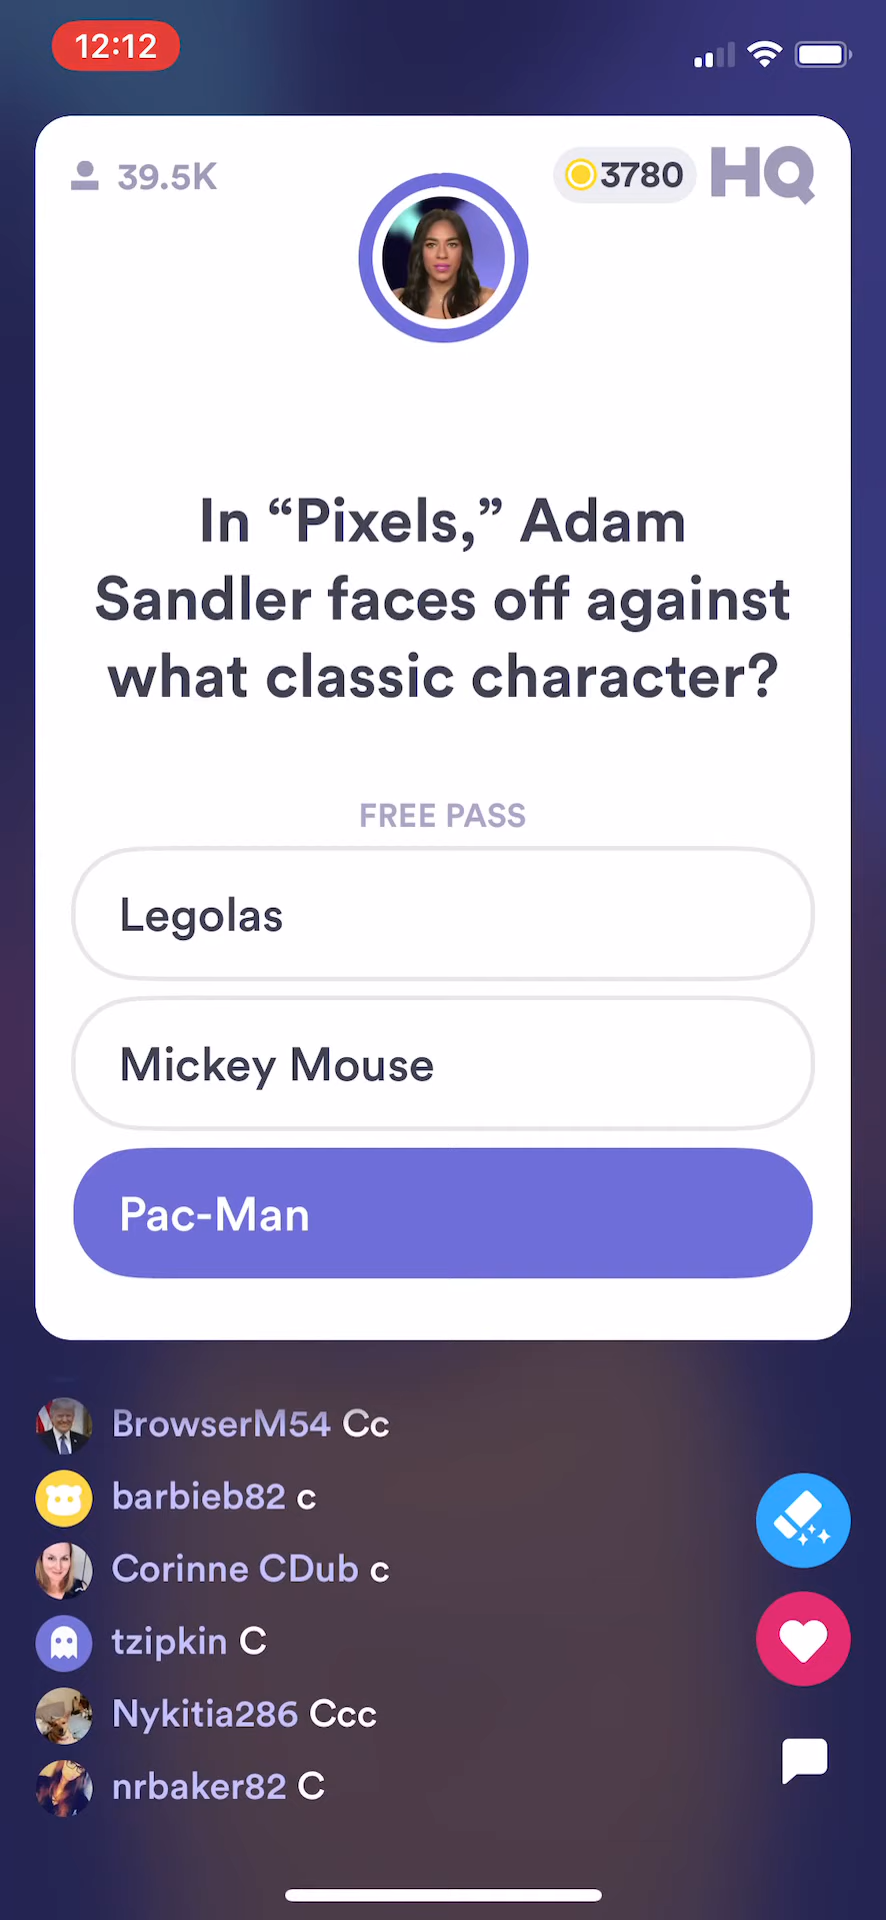 12:12
39.5K
3780
HQ
In “Pixels,” Adam
Sandler faces off against
what classic character?
FREE PASS
Legolas
Mickey Mouse
Pac-Man
BrowserM54 Cc
barbieb82 c
Corinne CDub c
tzipkin C
Nykitia286 Ccc
nrbaker82 C